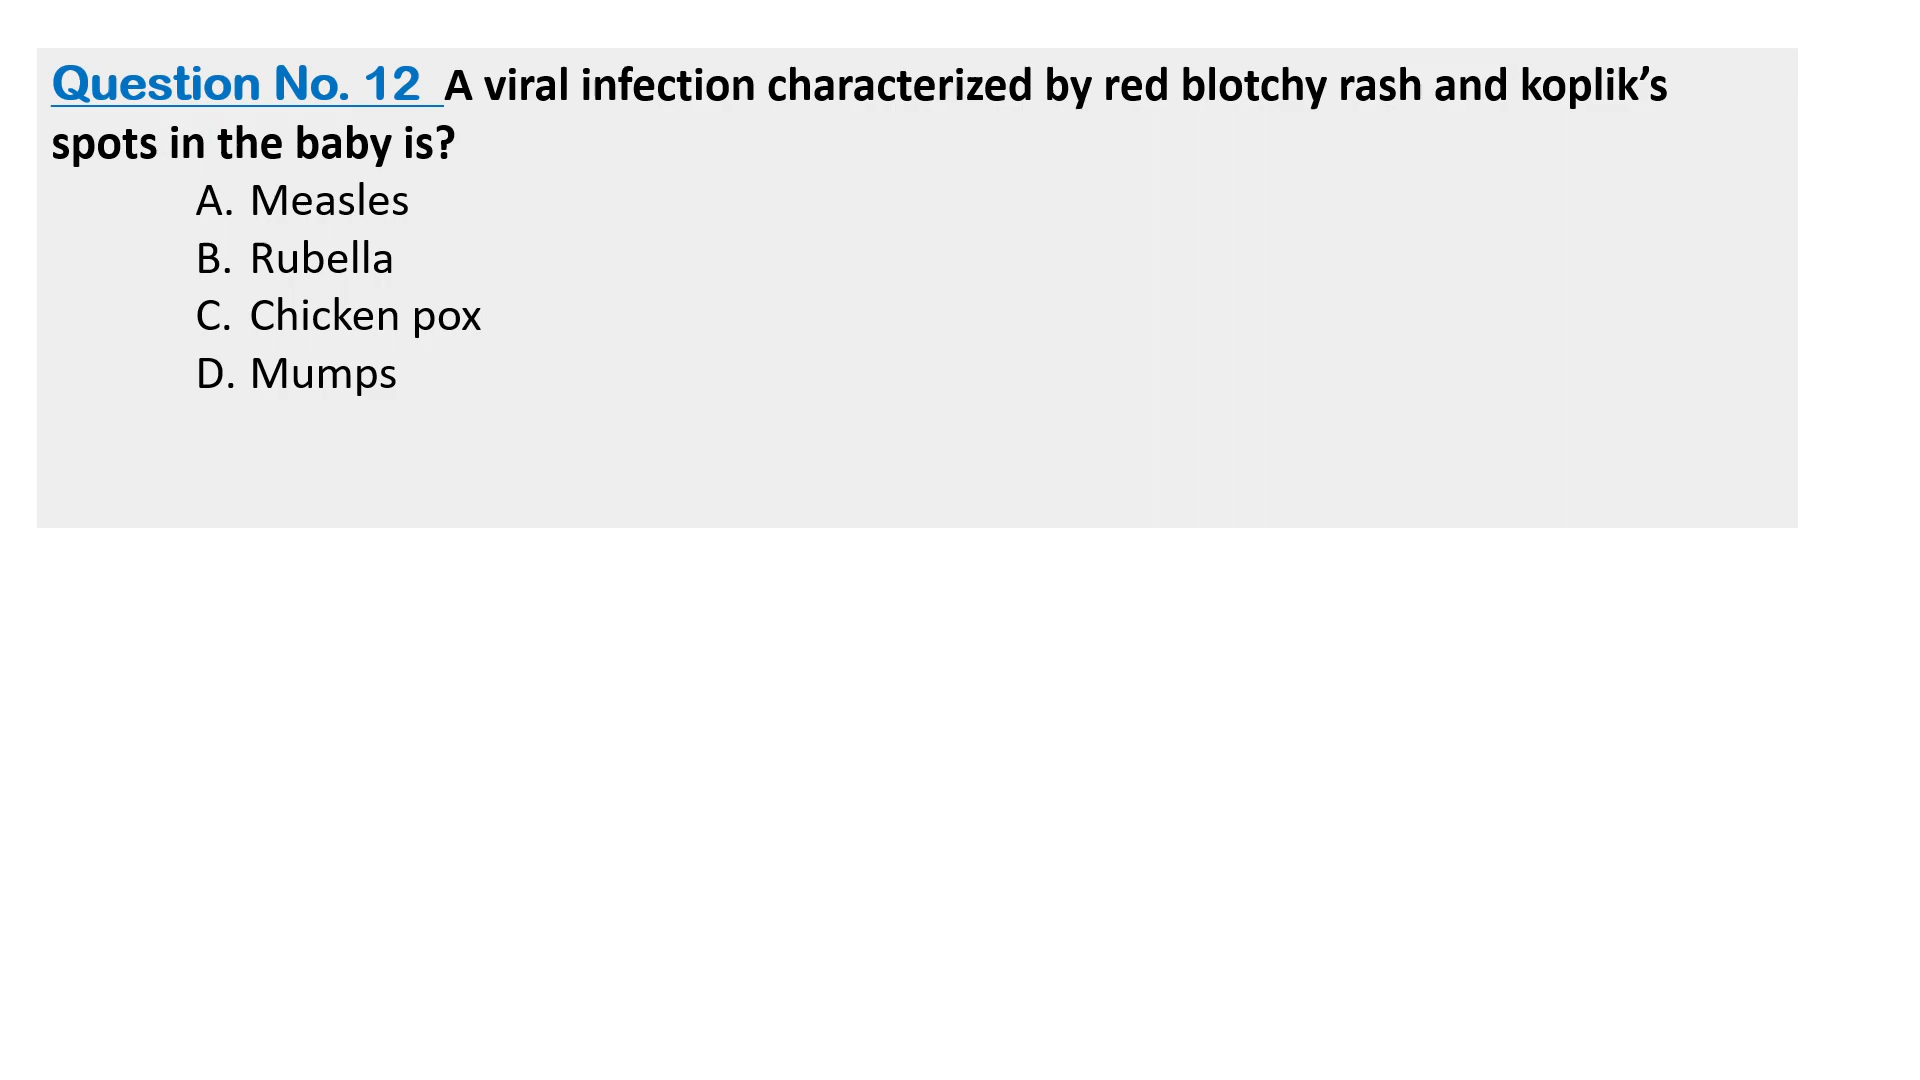 Question No. 12 A viral infection characterized by red blotchy rash and koplik’s
spots in the baby is?
A. Measles
B. Rubella
C. Chicken pox
D. Mumps